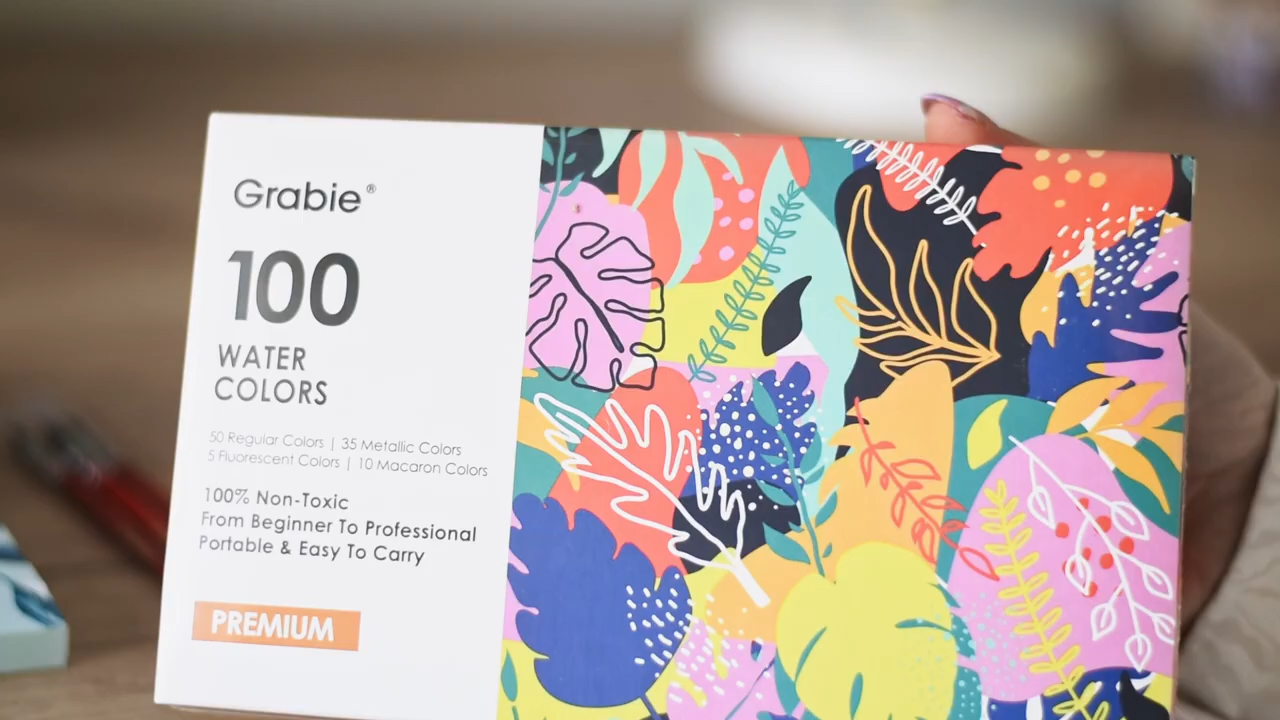 Grabie®
100
WATER
COLORS
50 Regular Colors | 35 Metallic Colors
5 Fluorescent Colors | 10 Macaron Colors
100% Non-Toxic
From Beginner To Professional
Portable & Easy To Carry
PREMIUM